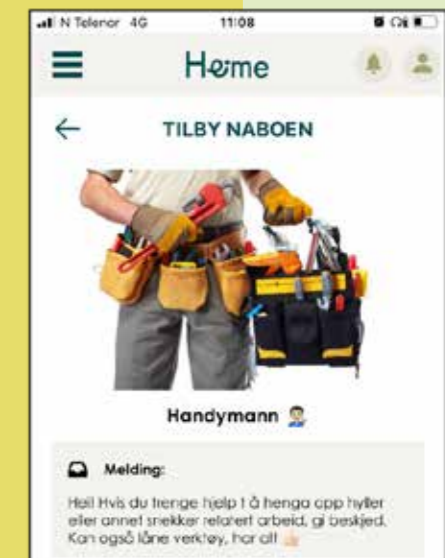 N Telenor 4G 11:08
Heime
TILBY NABOEN
Handymann
Melding:
Hei! Hvis du trenge hjelp t å henga opp hyller
eller annet snekker relatert arbeid, gi beskjed.
Kan også låne verktøy, har alt